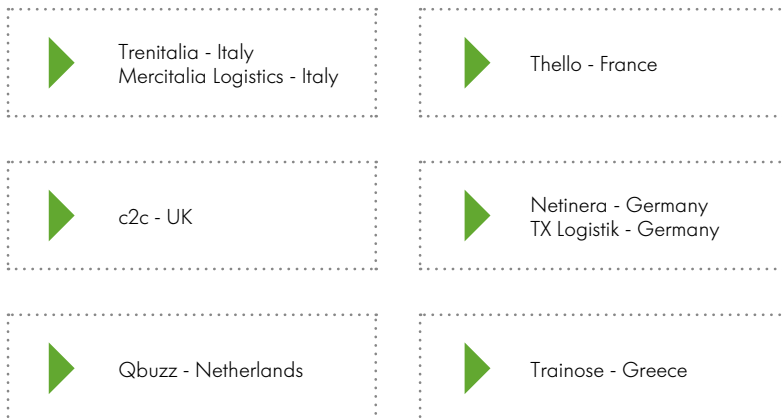 Trenitalia - Italy
Mercitalia Logistics - Italy
Thello - France
c2c - UK
Netinera - Germany
TX Logistik - Germany
Qbuzz - Netherlands
Trainose - Greece